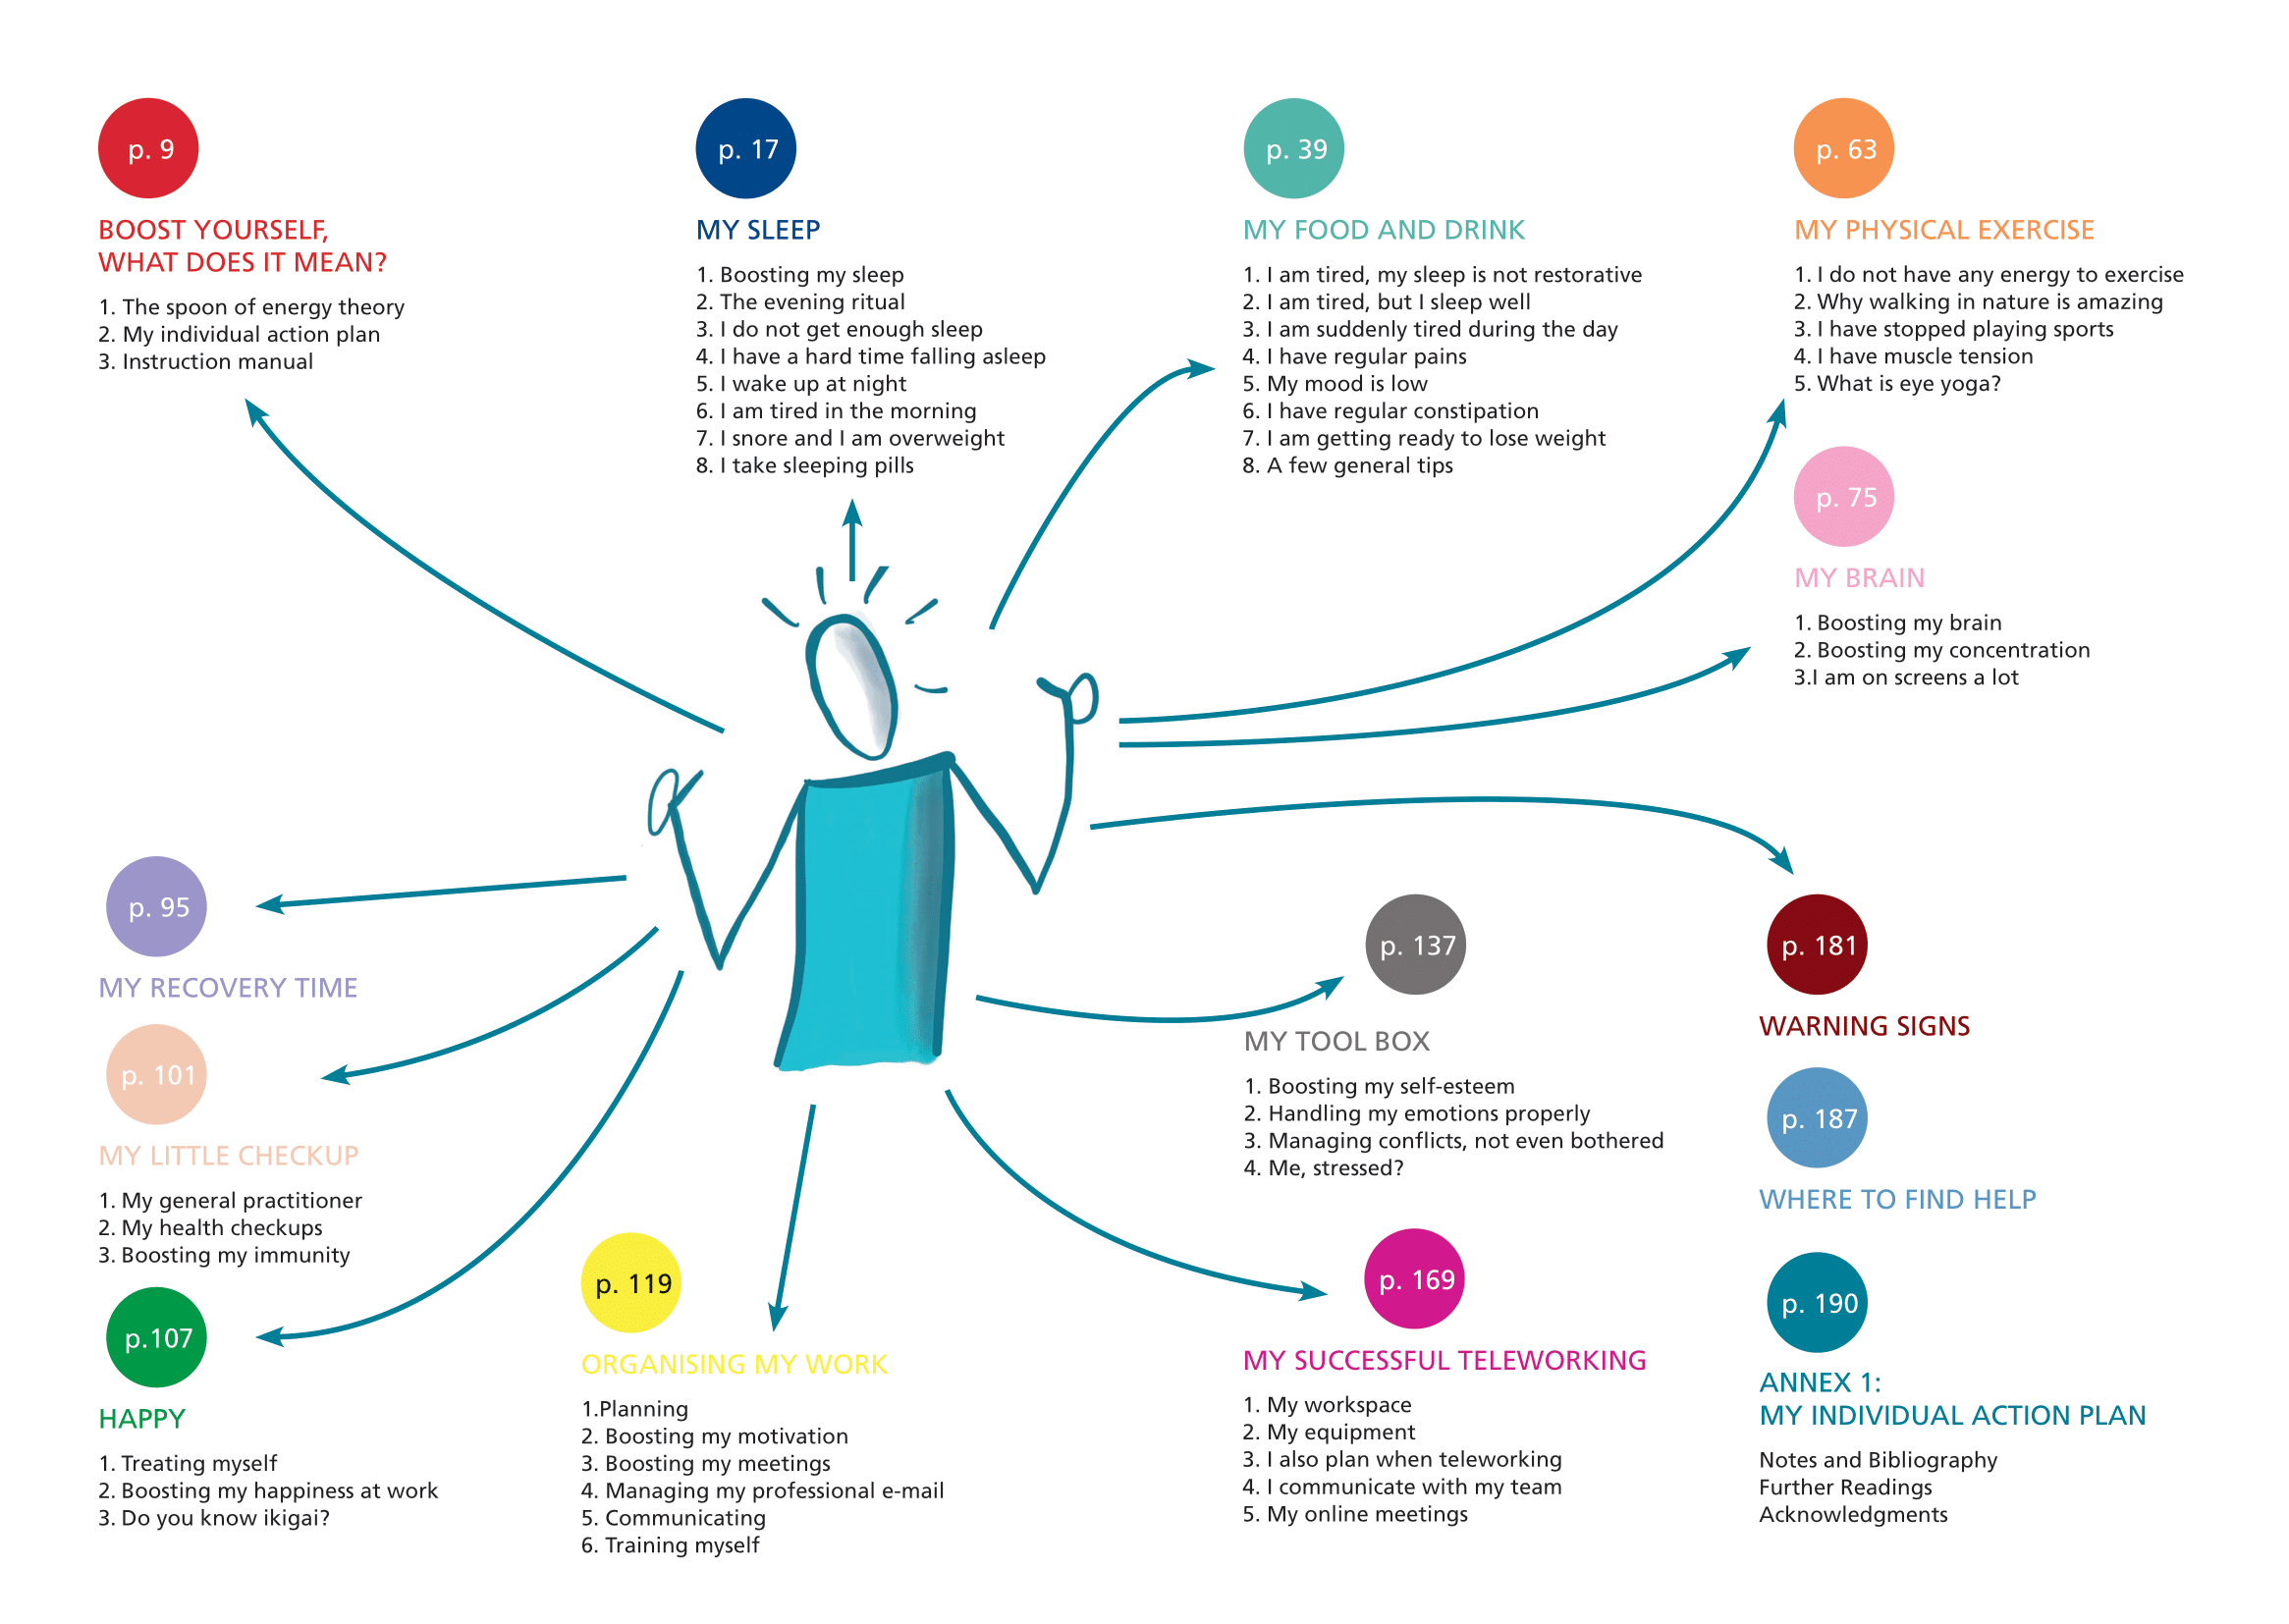 p. 9
BOOST YOURSELF,
WHAT DOES IT MEAN?
1. The spoon of energy theory
2. My individual action plan
3. Instruction manual
p. 17
MY SLEEP
1. Boosting my sleep
2. The evening ritual
3. I do not get enough sleep
4. I have a hard time falling asleep
5. I wake up at night
6. I am tired in the morning
7. I snore and I am overweight
8. I take sleeping pills
p. 39
MY FOOD AND DRINK
1. I am tired, my sleep is not restorative
2. I am tired, but I sleep well
3. I am suddenly tired during the day
4. I have regular pains
5. My mood is low
6. I have regular constipation
7. I am getting ready to lose weight
8. A few general tips
p. 63
MY PHYSICAL EXERCISE
1. I do not have any energy to exercise
2. Why walking in nature is amazing
3. I have stopped playing sports
4. I have muscle tension
5. What is eye yoga?
p. 75
MY BRAIN
1. Boosting my brain
2. Boosting my concentration
3.I am on screens a lot
p. 95
MY RECOVERY TIME
p. 101
MY LITTLE CHECKUP
1. My general practitioner
2. My health checkups
3. Boosting my immunity
p.107
HAPPY
1. Treating myself
2. Boosting my happiness at work
3. Do you know ikigai?
p. 119
ORGANISING MY WORK
1.Planning
2. Boosting my motivation
3. Boosting my meetings
4. Managing my professional e-mail
5. Communicating
6. Training myself
p. 137
MY TOOL BOX
1. Boosting my self-esteem
2. Handling my emotions properly
3. Managing conflicts, not even bothered
4. Me, stressed?
p. 169
MY SUCCESSFUL TELEWORKING
1. My workspace
2. My equipment
3. I also plan when teleworking
4. I communicate with my team
5. My online meetings
p. 181
WARNING SIGNS
p. 187
WHERE TO FIND HELP
p. 190
ANNEX 1:
MY INDIVIDUAL ACTION PLAN
Notes and Bibliography
Further Readings
Acknowledgments